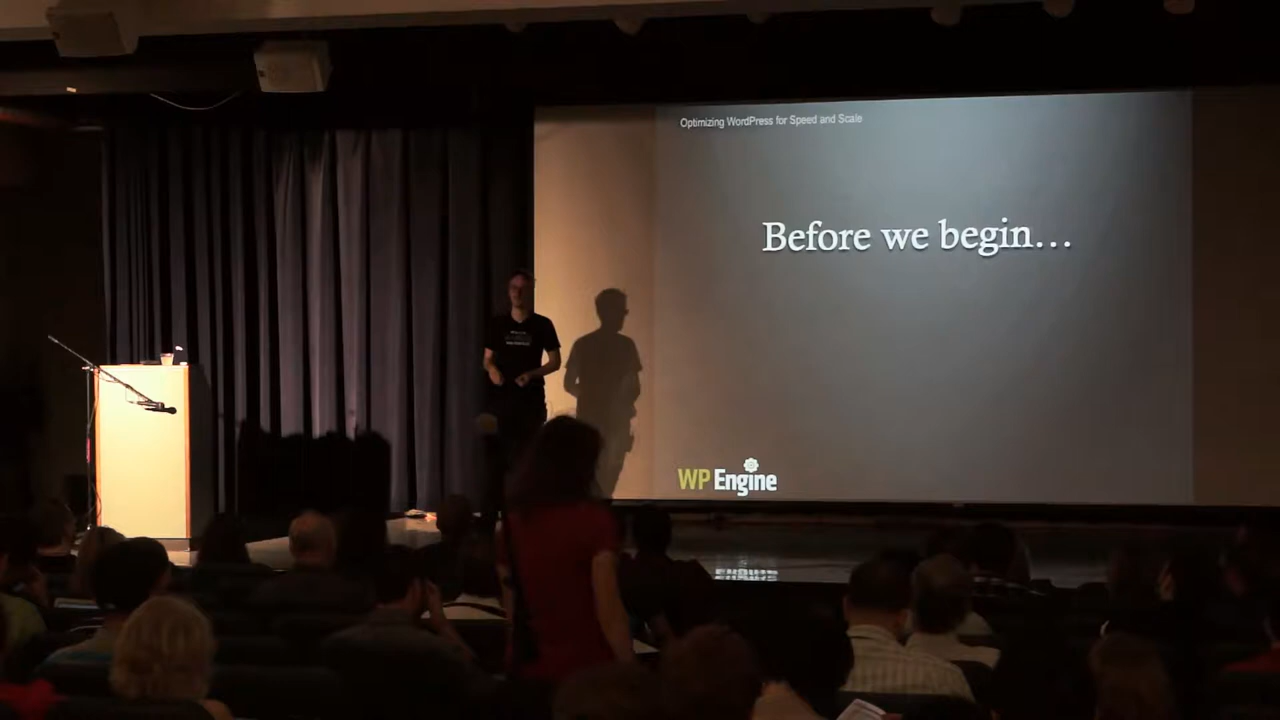 Optimizing WordPress for Speed and Scale
Before we begin...
WP Engine